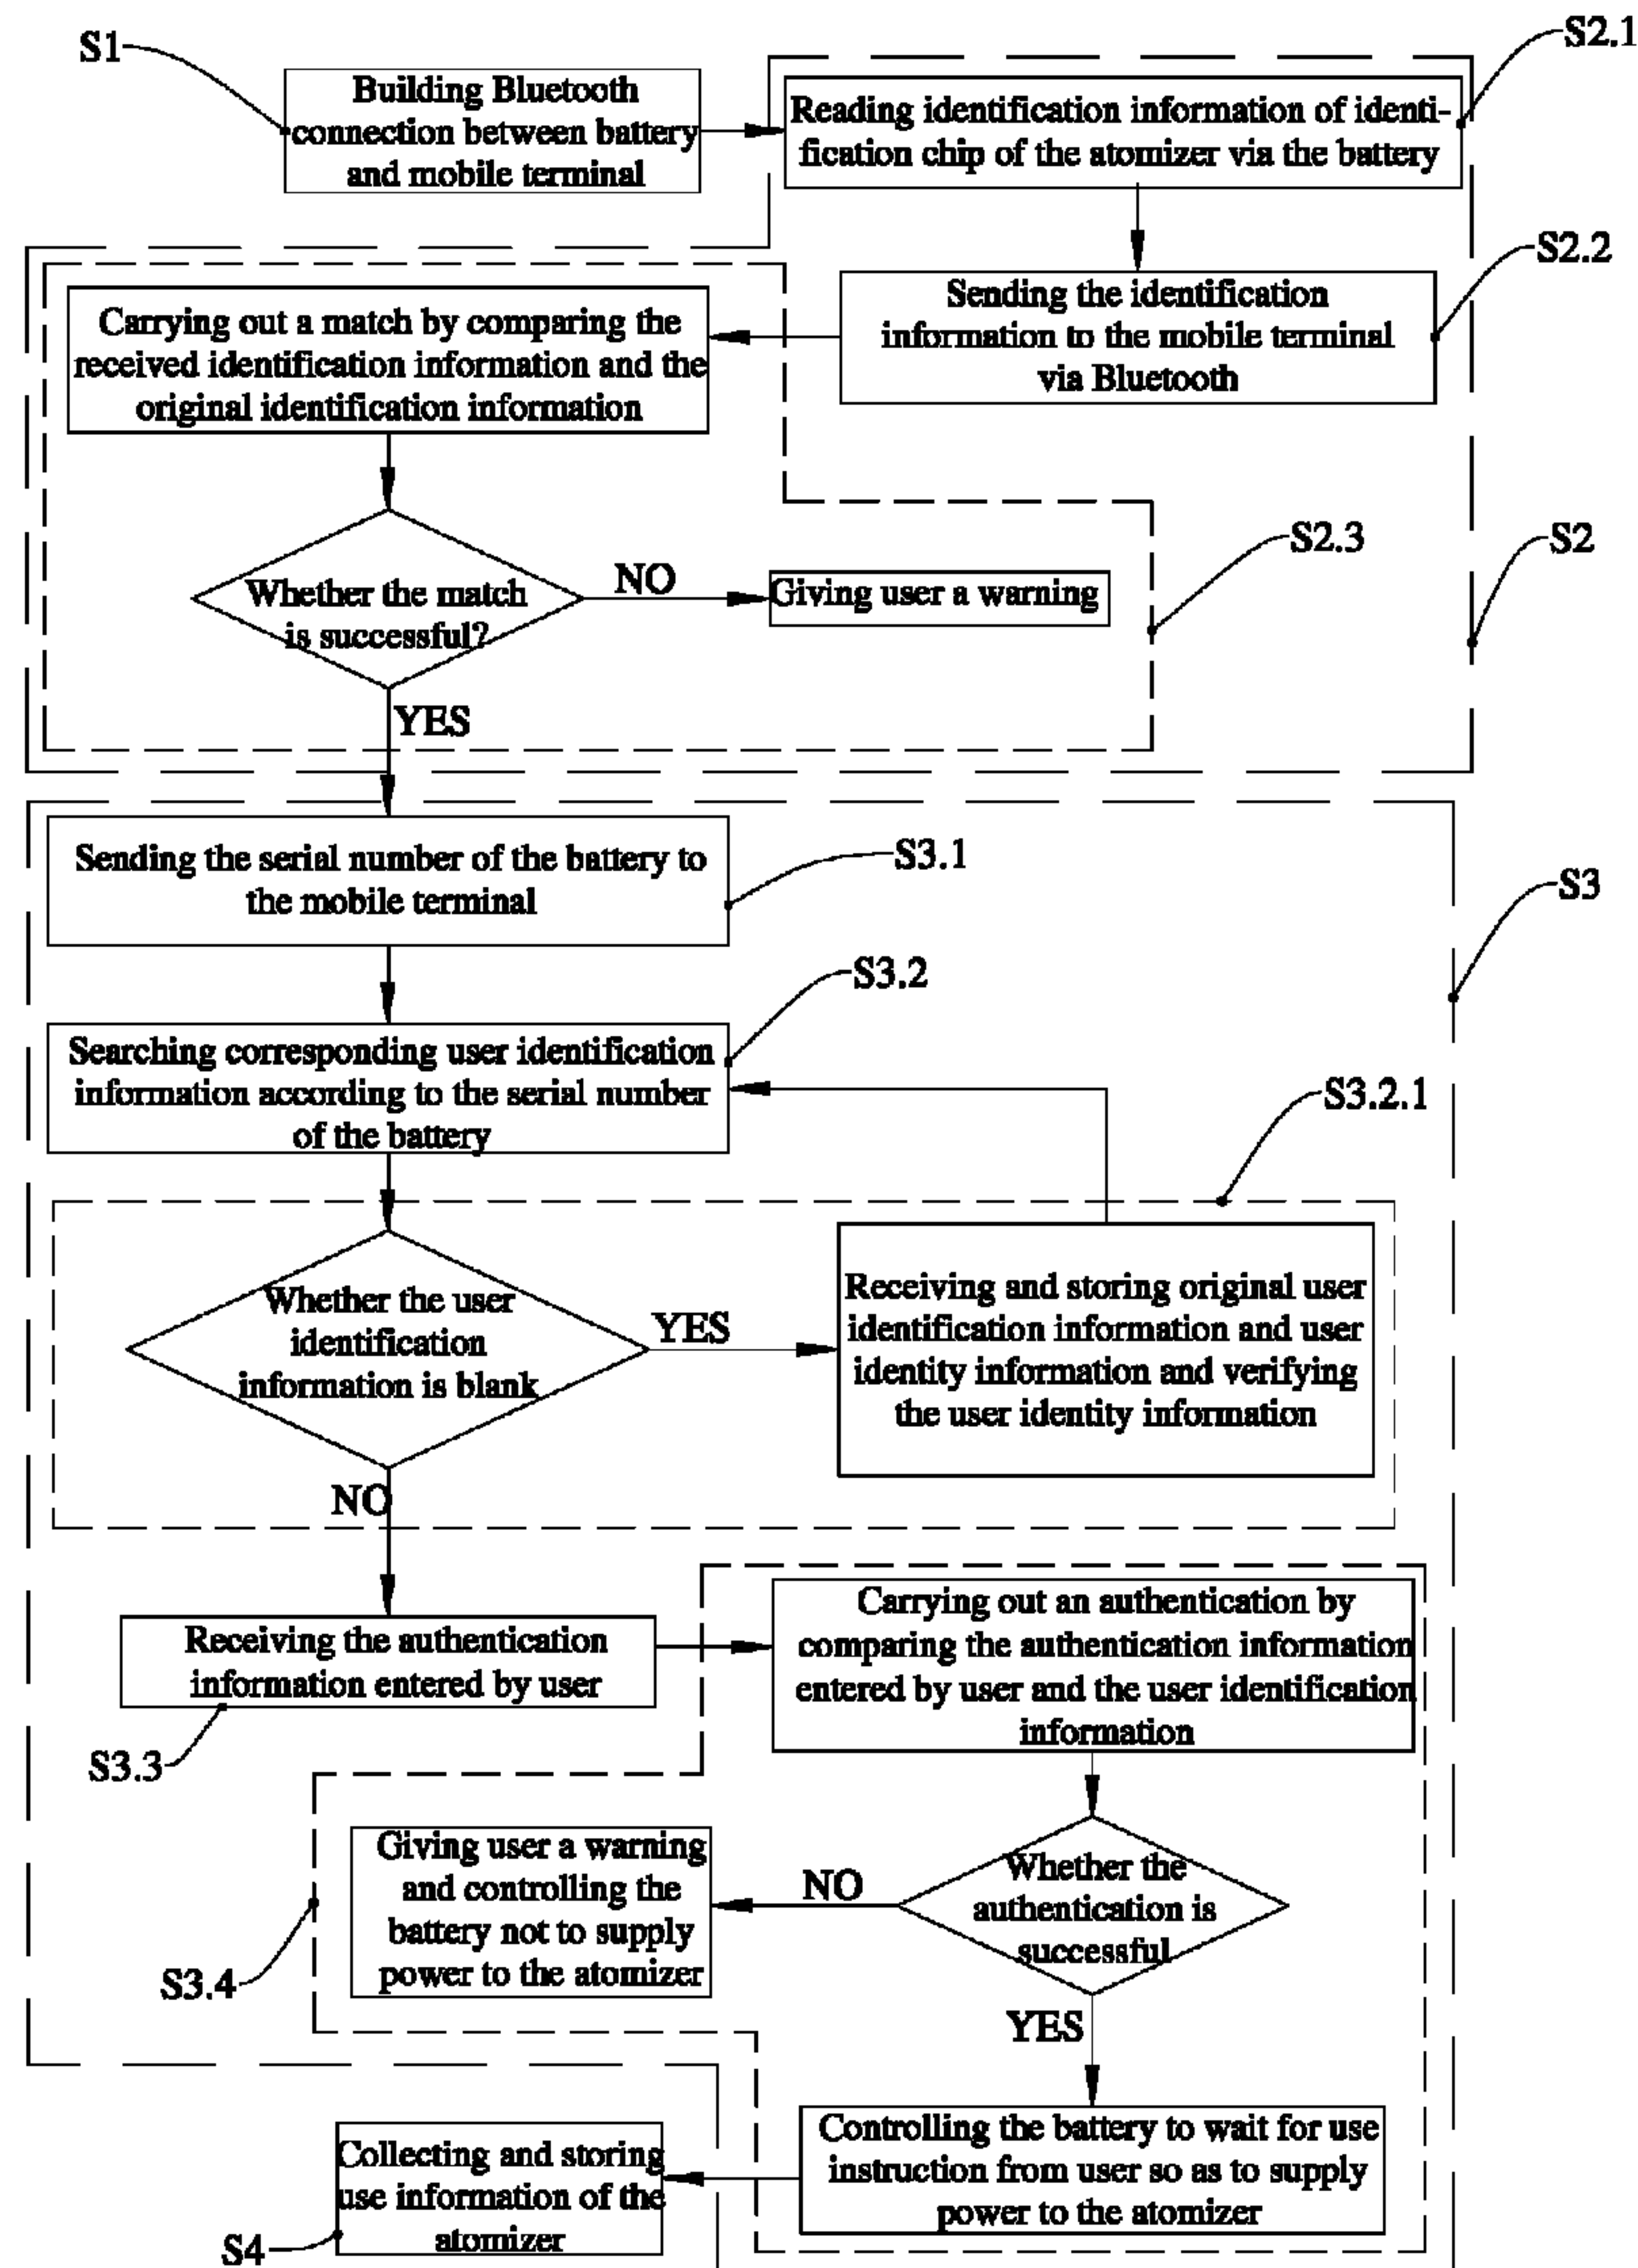 S1
Building Bluetooth
connection between battery
and mobile terminal
S2.1
Reading identification information of identi-
fication chip of the atomizer via the battery
S2.2
Sending the identification
information to the mobile terminal
via Bluetooth
Carrying out a match by comparing the
received identification information and the
original identification information
S2.3
S2
Whether the match
is successful?
NO
Giving user a warning
YES
Sending the serial number of the battery to
the mobile terminal
S3.1
S3
S3.2
Searching corresponding user identification
information according to the serial number
of the battery
S3.2.1
Whether the user
identification
information is blank
YES
Receiving and storing original user
identification information and user
identity information and verifying
the user identity information
NO
Receiving the authentication
information entered by user
S3.3
Carrying out an authentication by
comparing the authentication information
entered by user and the user identification
information
Whether the
authentication is
successful
NO
Giving user a warning
and controlling the
battery not to supply
power to the atomizer
S3.4
YES
Controlling the battery to wait for use
instruction from user so as to supply
power to the atomizer
Collecting and storing
use information of the
atomizer
S4